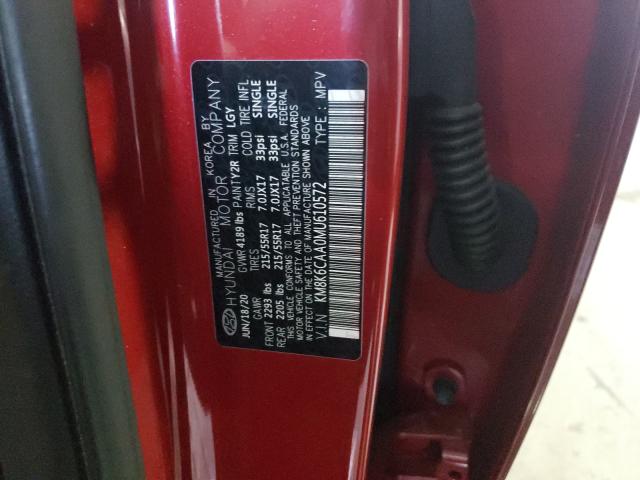 MANUFACTURED IN KOREA BY
HYUNDAI MOTOR COMPANY
JUN/18/20 GVWR 4189 lbs PAINT Y2R TRIM LGY
GAWR TIRES RIMS COLD TIRE INFL
FRONT 2293 lbs 215/55R17 7.0JX17 33psi SINGLE
REAR 2205 lbs 215/55R17 7.0JX17 33psi SINGLE
THIS VEHICLE CONFORMS TO ALL APPLICABLE U.S.A. FEDERAL
MOTOR VEHICLE SAFETY AND THEFT PREVENTION STANDARDS
IN EFFECT ON THE DATE OF MANUFACTURE SHOWN ABOVE
V.I.N KM8K6CAA0MU610572 TYPE : MPV